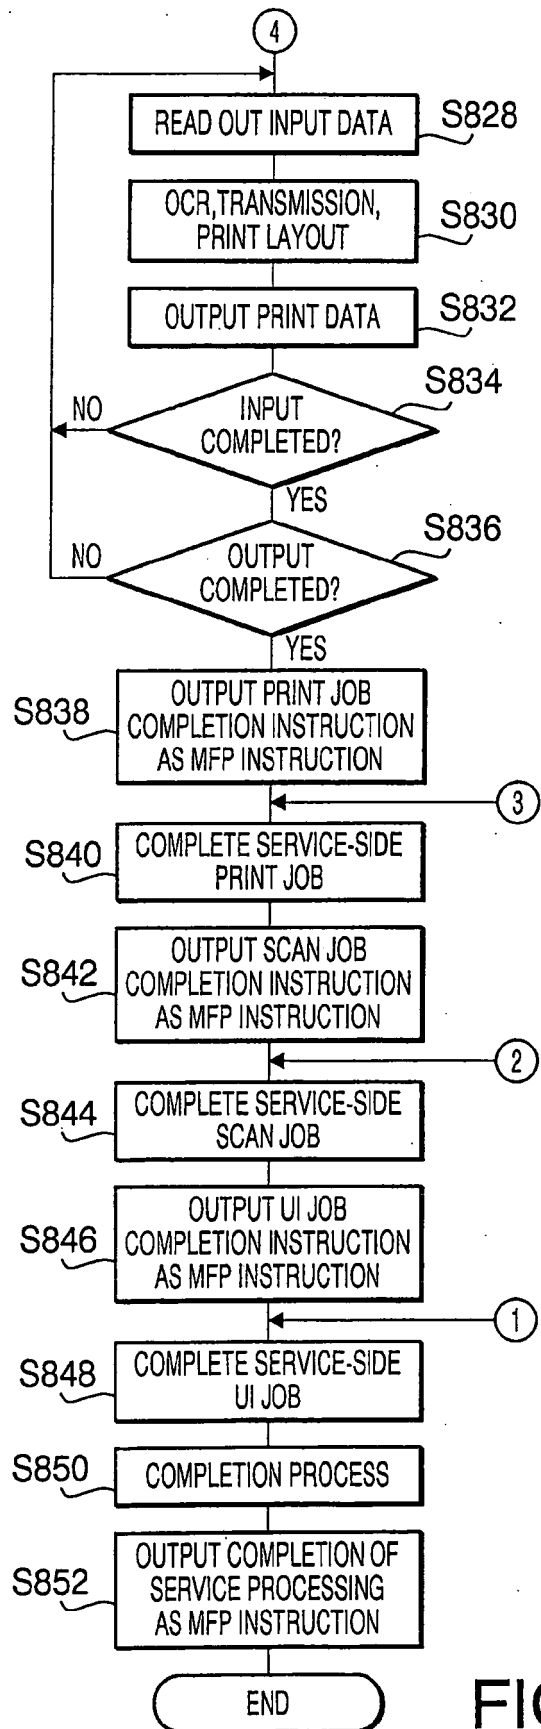 4
READ OUT INPUT DATA
S828
OCR,TRANSMISSION,
PRINT LAYOUT
S830
OUTPUT PRINT DATA
S832
INPUT
COMPLETED?
S834
NO
YES
OUTPUT
COMPLETED?
S836
NO
YES
S838
OUTPUT PRINT JOB
COMPLETION INSTRUCTION
AS MFP INSTRUCTION
3
S840
COMPLETE SERVICE-SIDE
PRINT JOB
S842
OUTPUT SCAN JOB
COMPLETION INSTRUCTION
AS MFP INSTRUCTION
2
S844
COMPLETE SERVICE-SIDE
SCAN JOB
S846
OUTPUT UI JOB
COMPLETION INSTRUCTION
AS MFP INSTRUCTION
1
S848
COMPLETE SERVICE-SIDE
UI JOB
S850
COMPLETION PROCESS
S852
OUTPUT COMPLETION OF
SERVICE PROCESSING
AS MFP INSTRUCTION
END